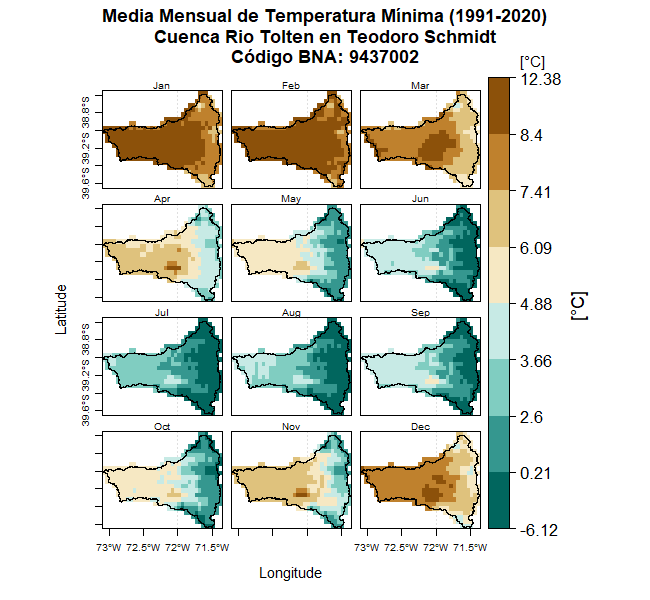 Media Mensual de Temperatura Mínima (1991-2020)
Cuenca Rio Tolten en Teodoro Schmidt
Código BNA: 9437002
[°C]
Jan Feb Mar
12.38
8.4
7.41
6.09
4.88
3.66
2.6
0.21
-6.12
[°C]
39.6°S 39.2°S 38.8°S
Apr May Jun
Latitude
Jul Aug Sep
39.6°S 39.2°S 38.8°S
Oct Nov Dec
73°W 72.5°W 72°W 71.5°W 73°W 72.5°W 72°W 71.5°W
Longitude